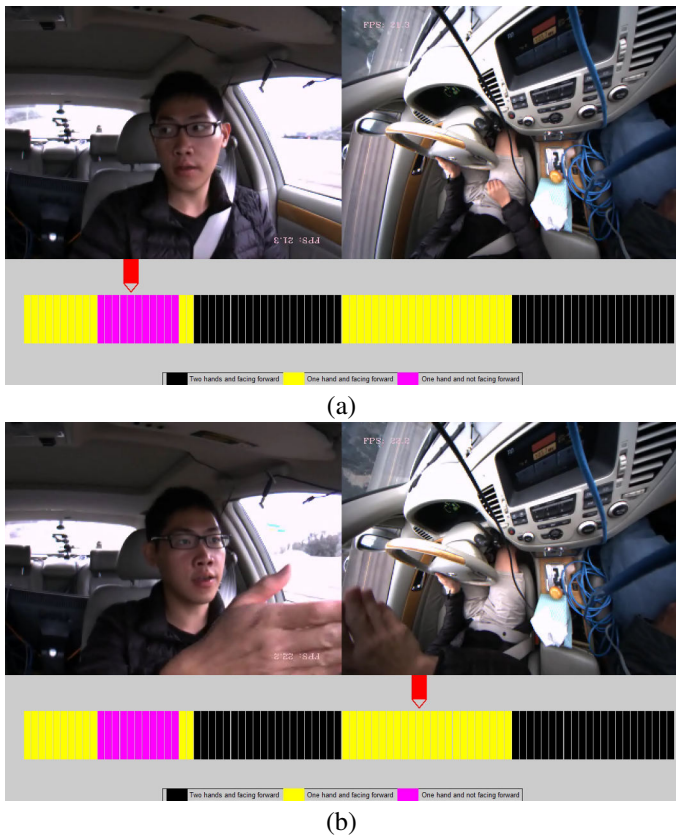 FPS: 21.3
FPS: 21.3
Two hands and facing forward One hand and facing forward One hand and not facing forward
(a)
FPS: 22.2
FPS: 22.2
Two hands and facing forward One hand and facing forward One hand and not facing forward
(b)